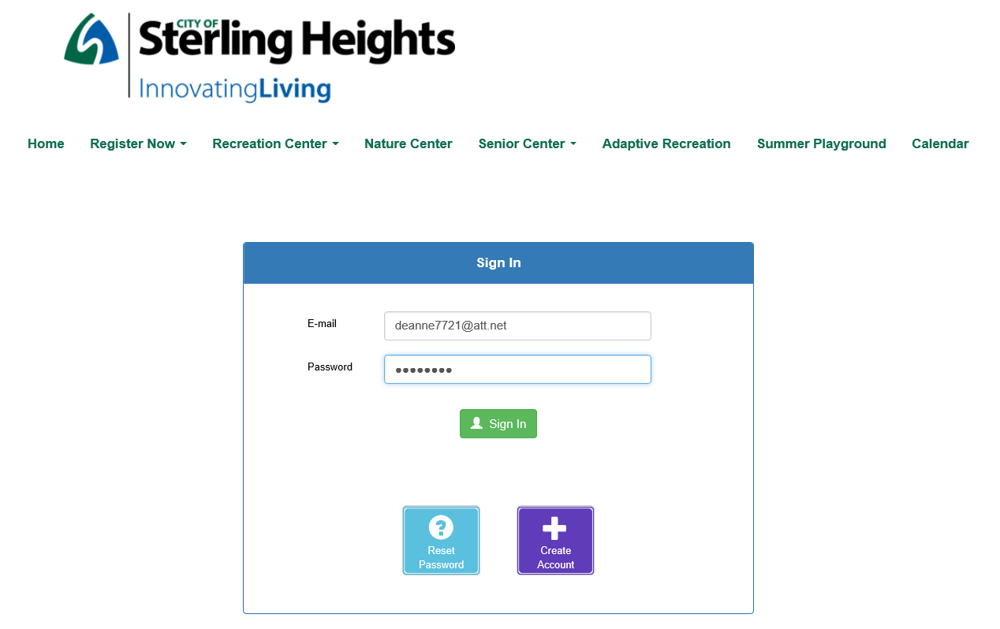 CITY OF
Sterling Heights
InnovatingLiving
Home Register Now Recreation Center Nature Center Senior Center Adaptive Recreation Summer Playground Calendar
Sign In
E-mail deanne7721@att.net
Password ••••••••
Sign In
Reset Password
Create Account